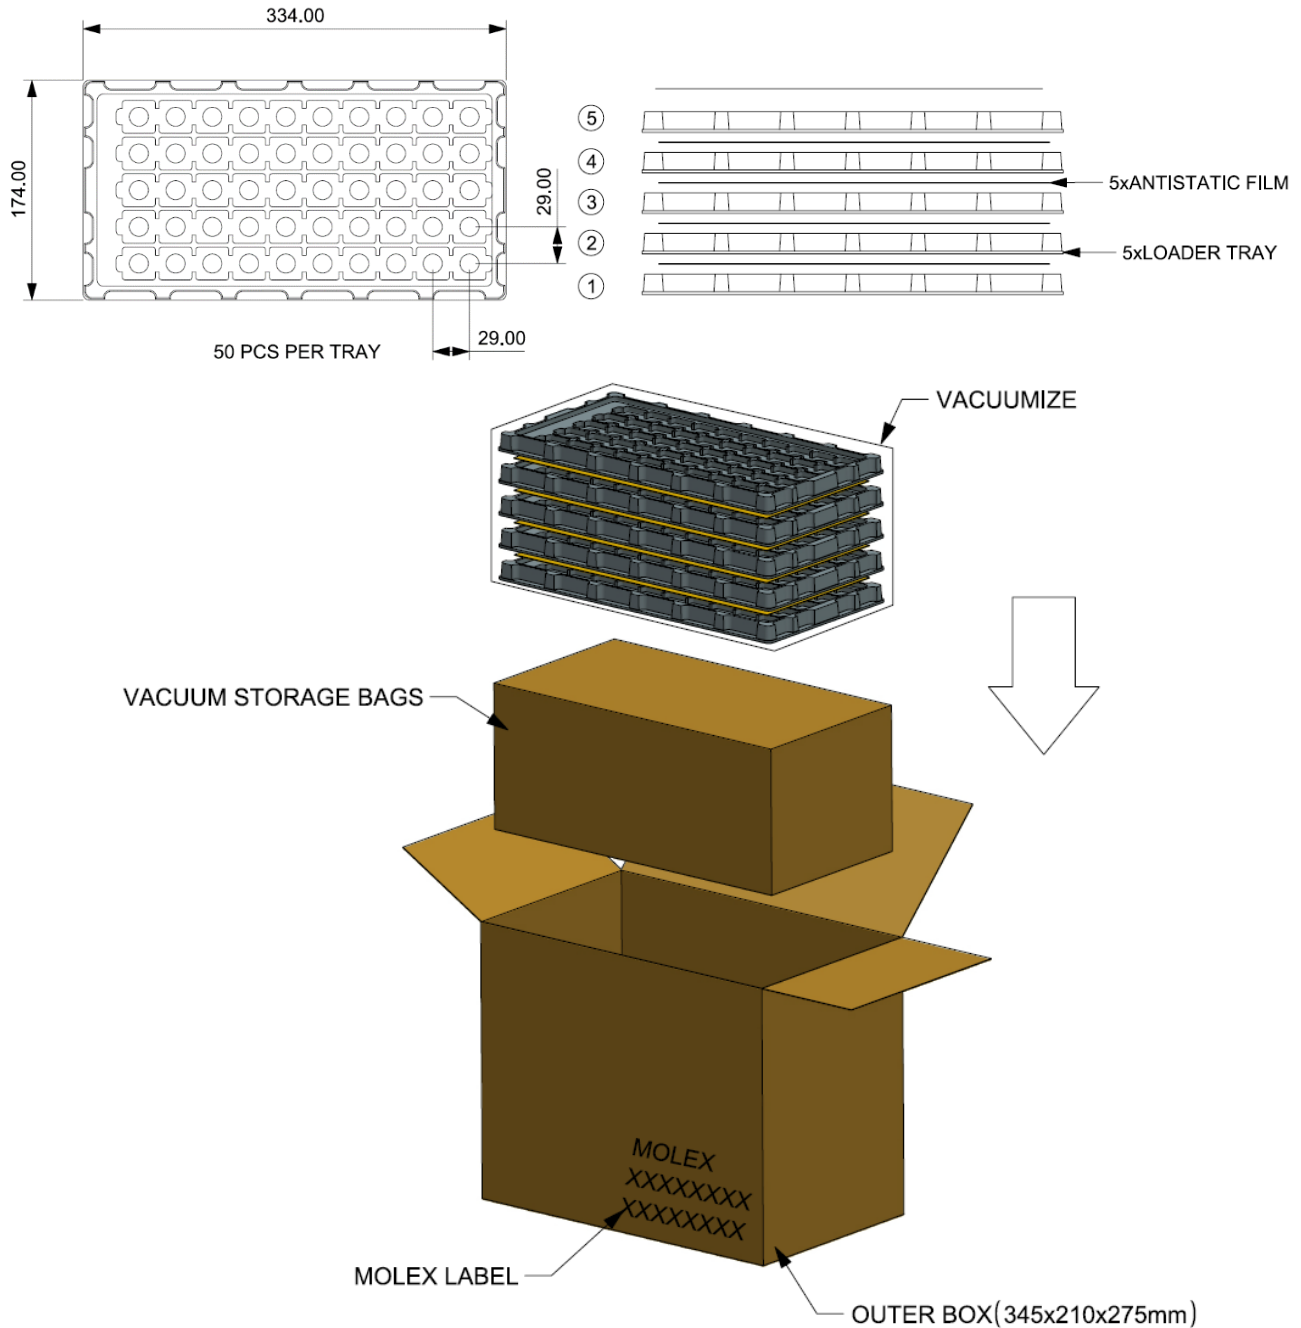 334.00
174.00
29.00
29.00
50 PCS PER TRAY
5
4
3
2
1
5xANTISTATIC FILM
5xLOADER TRAY
VACUUMIZE
VACUUM STORAGE BAGS
MOLEX
XXXXXXXX
XXXXXXXX
MOLEX LABEL
OUTER BOX(345x210x275mm)